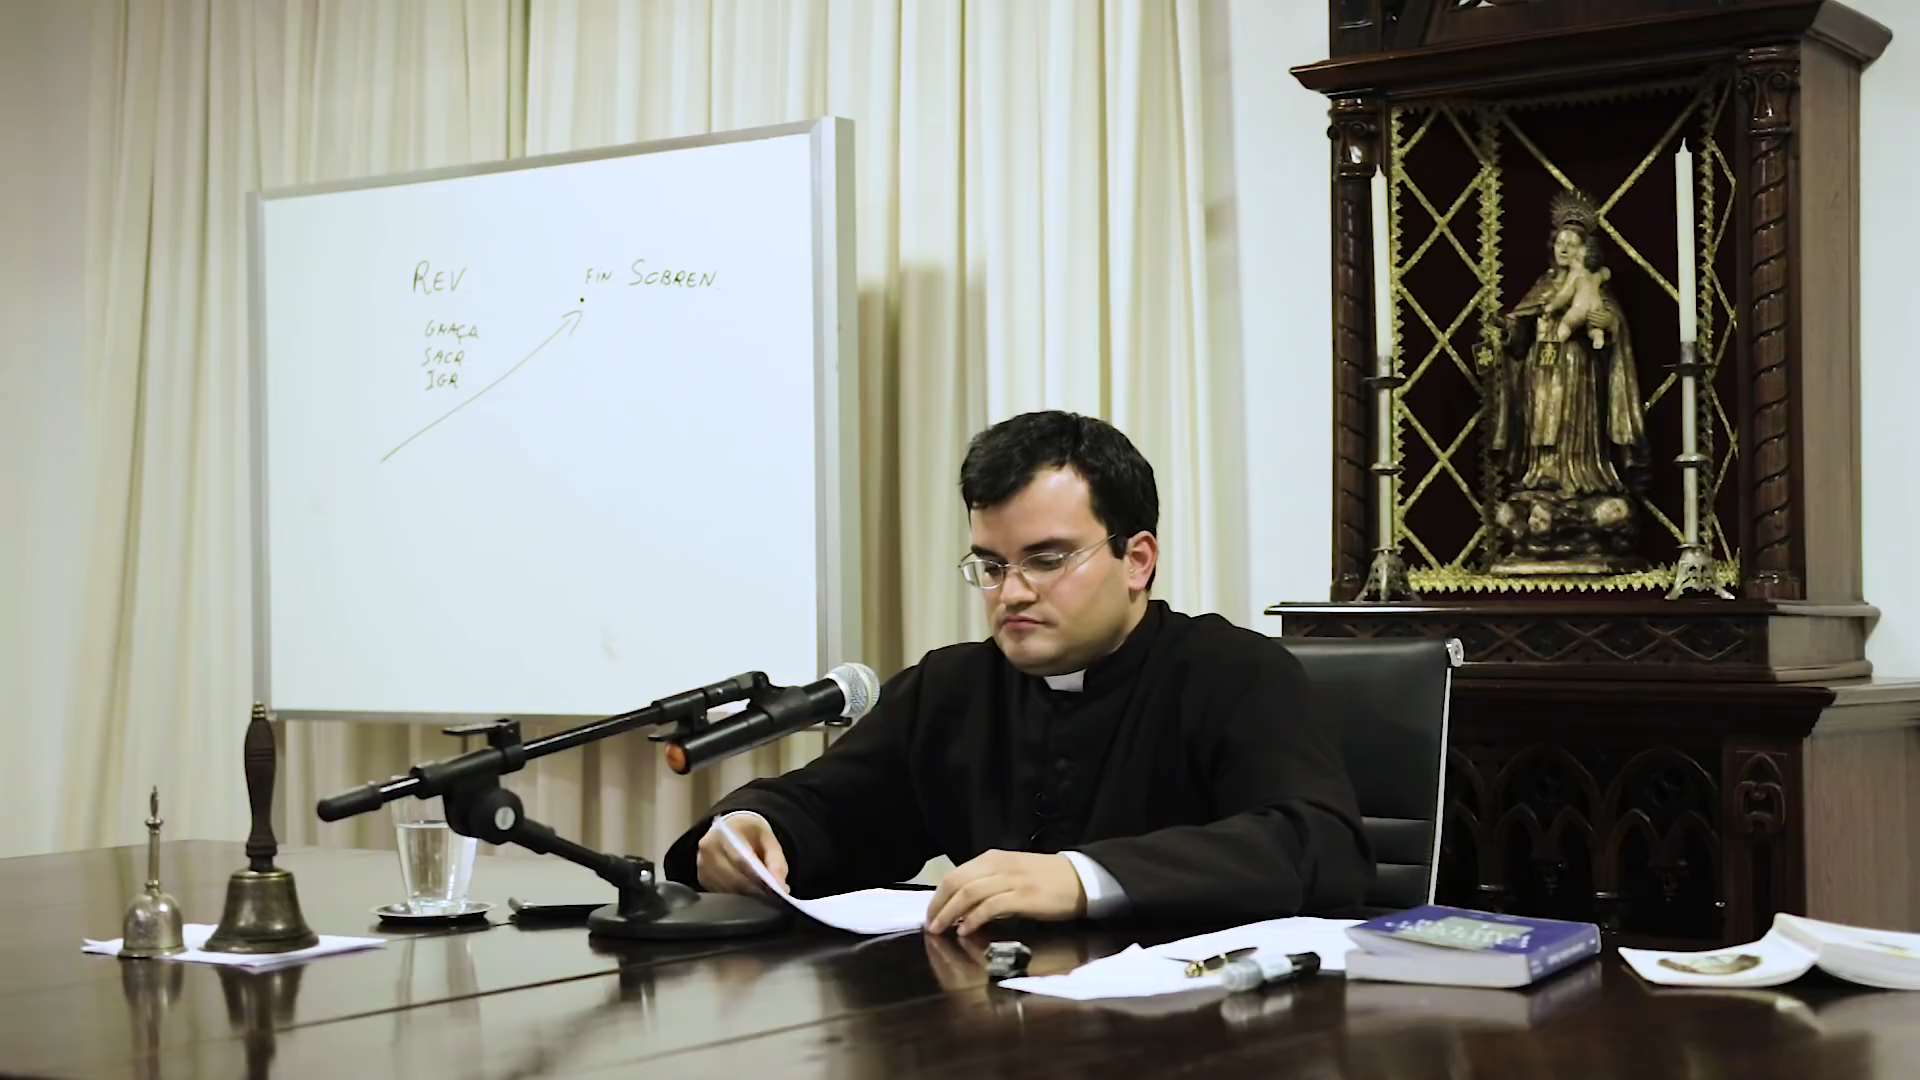 REV.
FIN. SOBREN.
GRAÇA
SACR
IGR